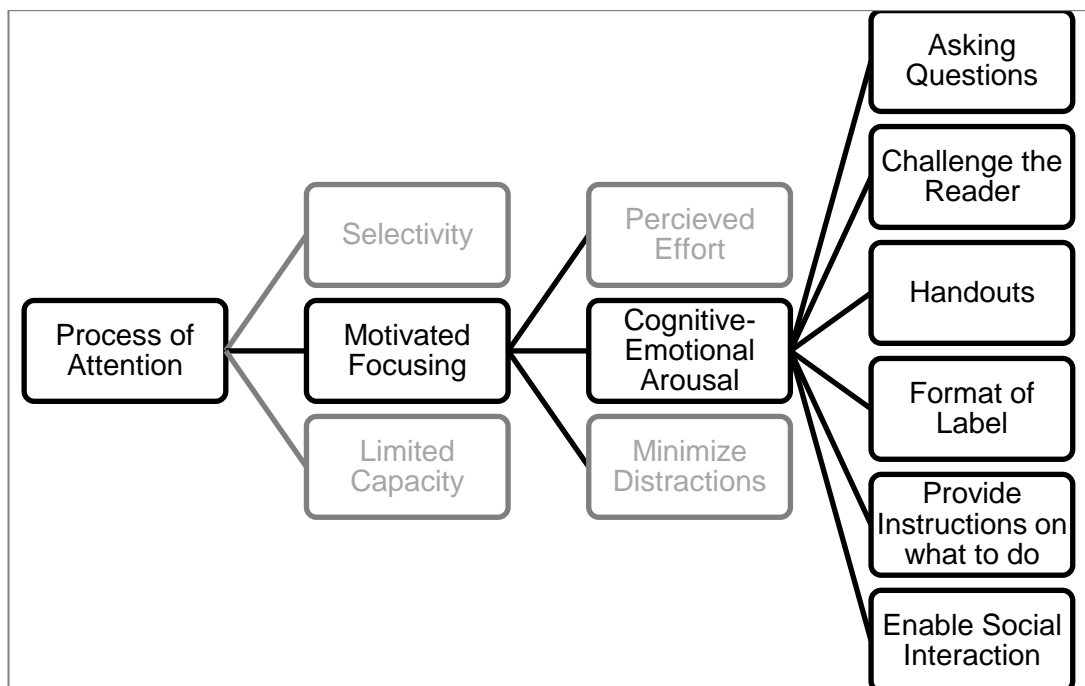 Process of
Attention
Selectivity
Motivated
Focusing
Limited
Capacity
Percieved
Effort
Cognitive-
Emotional
Arousal
Minimize
Distractions
Asking
Questions
Challenge the
Reader
Handouts
Format of
Label
Provide
Instructions on
what to do
Enable Social
Interaction